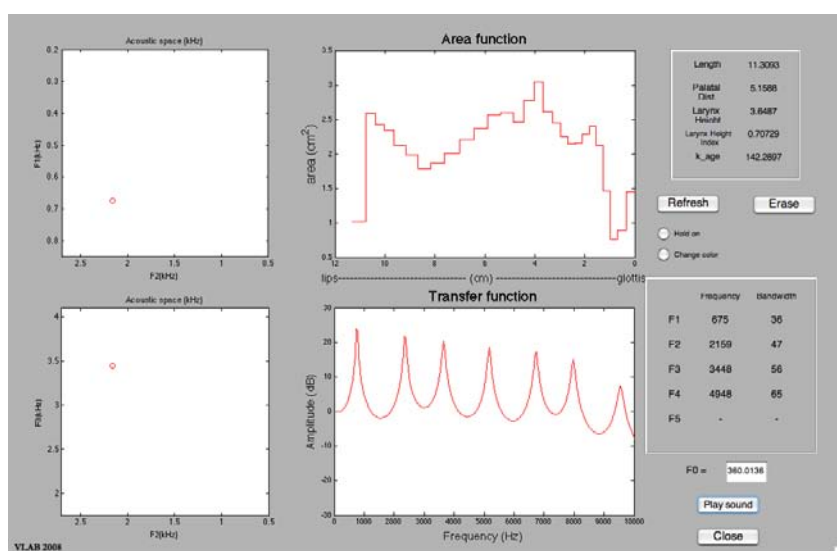 Acoustic space (kHz)
0.2
0.3
0.4
0.5
0.6
0.7
0.8
F1(kHz)
2.5
2
1.5
1
0.5
F2(kHz)
Area function
3.5
3
2.5
2
1.5
1
0.5
area (cm²)
12
10
8
6
4
2
0
lips
(cm)
glottis
Length 11.3093
Palatal Dist. 5.1588
Larynx Height 3.6487
Larynx Height Index 0.70729
k_age 142.2897
Refresh
Erase
Hold on
Change color
Acoustic space (kHz)
4
3.5
3
2.5
2
F3(kHz)
2.5
2
1.5
1
0.5
F2(kHz)
Transfer function
30
20
10
0
-10
-20
-30
Amplitude (dB)
0
1000
2000
3000
4000
5000
6000
7000
8000
9000
10000
Frequency (Hz)
Frequency Bandwidth
F1 675 36
F2 2159 47
F3 3448 56
F4 4948 65
F5 - -
F0 = 360.0136
Play sound
Close
VLAB 2008